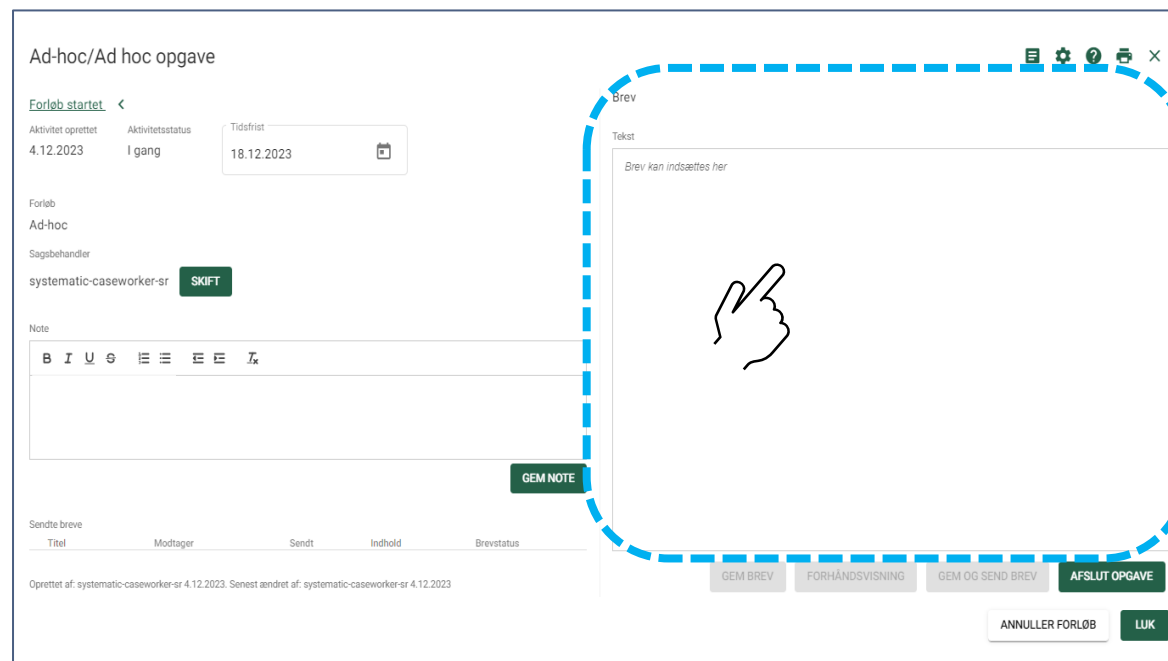 Ad-hoc/Ad hoc opgave
Forløb startet
Aktivitet oprettet
Aktivitetsstatus
Tidsfrist
4.12.2023
I gang
18.12.2023
Forløb
Ad-hoc
Sagsbehandler
systematic-caseworker-sr
SKIFT
Note
B I U S
GEM NOTE
Sendte breve
Titel Modtager Sendt Indhold Brevstatus
Oprettet af: systematic-caseworker-sr 4.12.2023. Senest ændret af: systematic-caseworker-sr 4.12.2023
Brev
Tekst
Brev kan indsættes her
GEM BREV FORHÅNDSVISNING GEM OG SEND BREV AFSLUT OPGAVE
ANNULLER FORLØB LUK